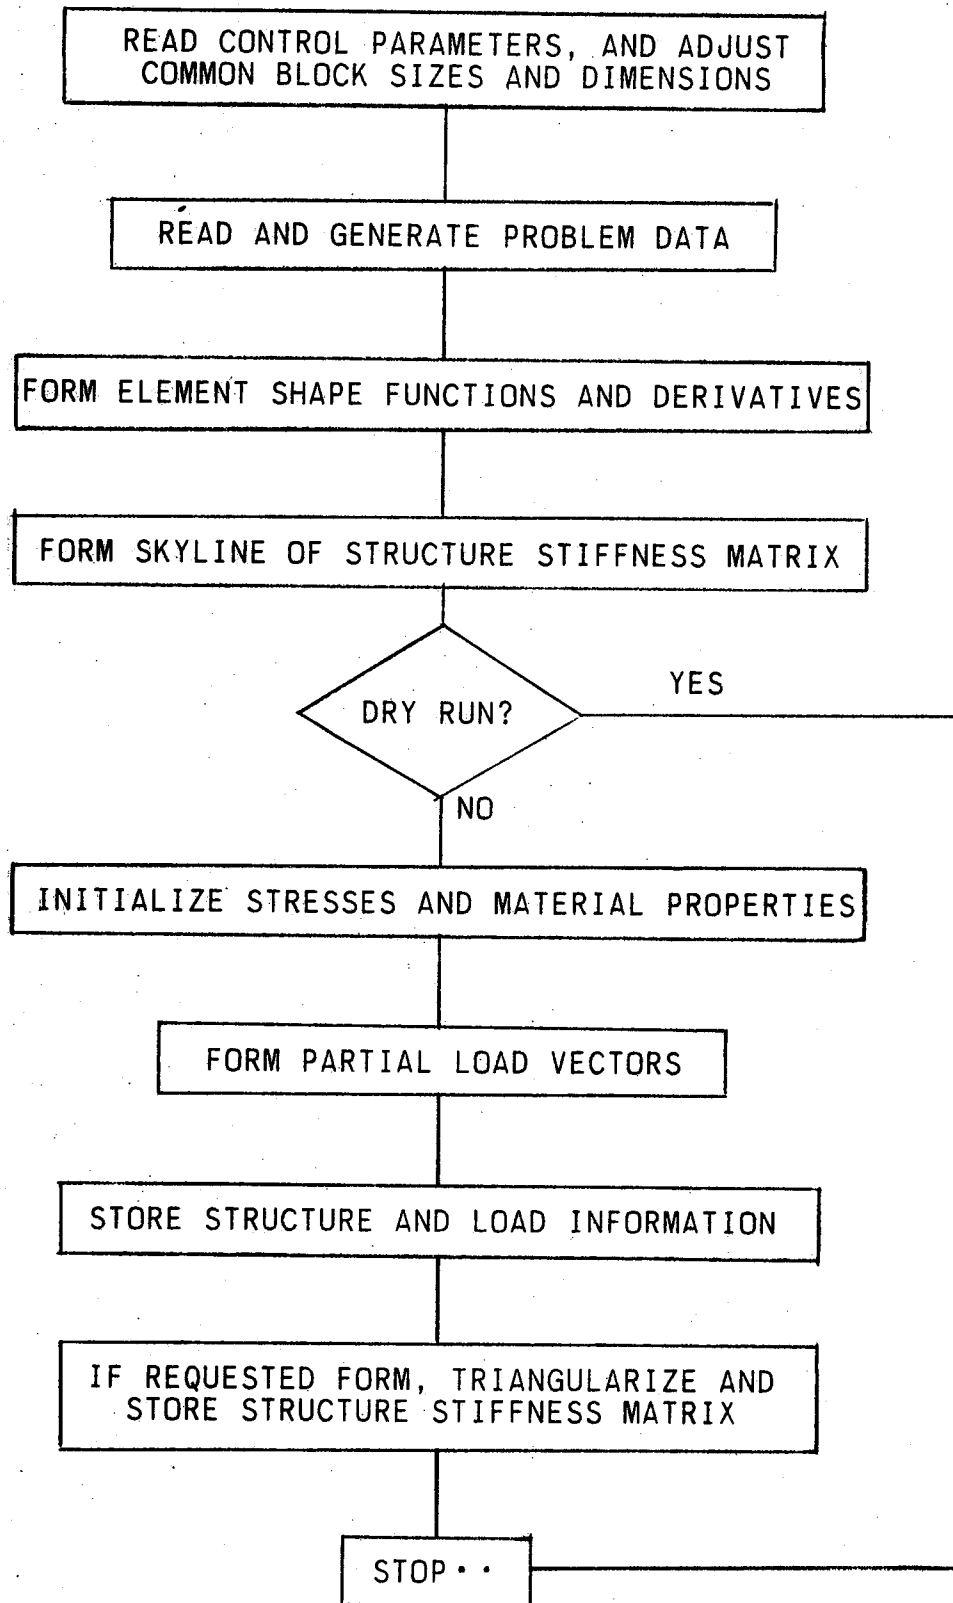 READ CONTROL PARAMETERS, AND ADJUST
COMMON BLOCK SIZES AND DIMENSIONS
READ AND GENERATE PROBLEM DATA
FORM ELEMENT SHAPE FUNCTIONS AND DERIVATIVES
FORM SKYLINE OF STRUCTURE STIFFNESS MATRIX
YES
DRY RUN?
NO
INITIALIZE STRESSES AND MATERIAL PROPERTIES
FORM PARTIAL LOAD VECTORS
STORE STRUCTURE AND LOAD INFORMATION
IF REQUESTED FORM, TRIANGULARIZE AND
STORE STRUCTURE STIFFNESS MATRIX
STOP··